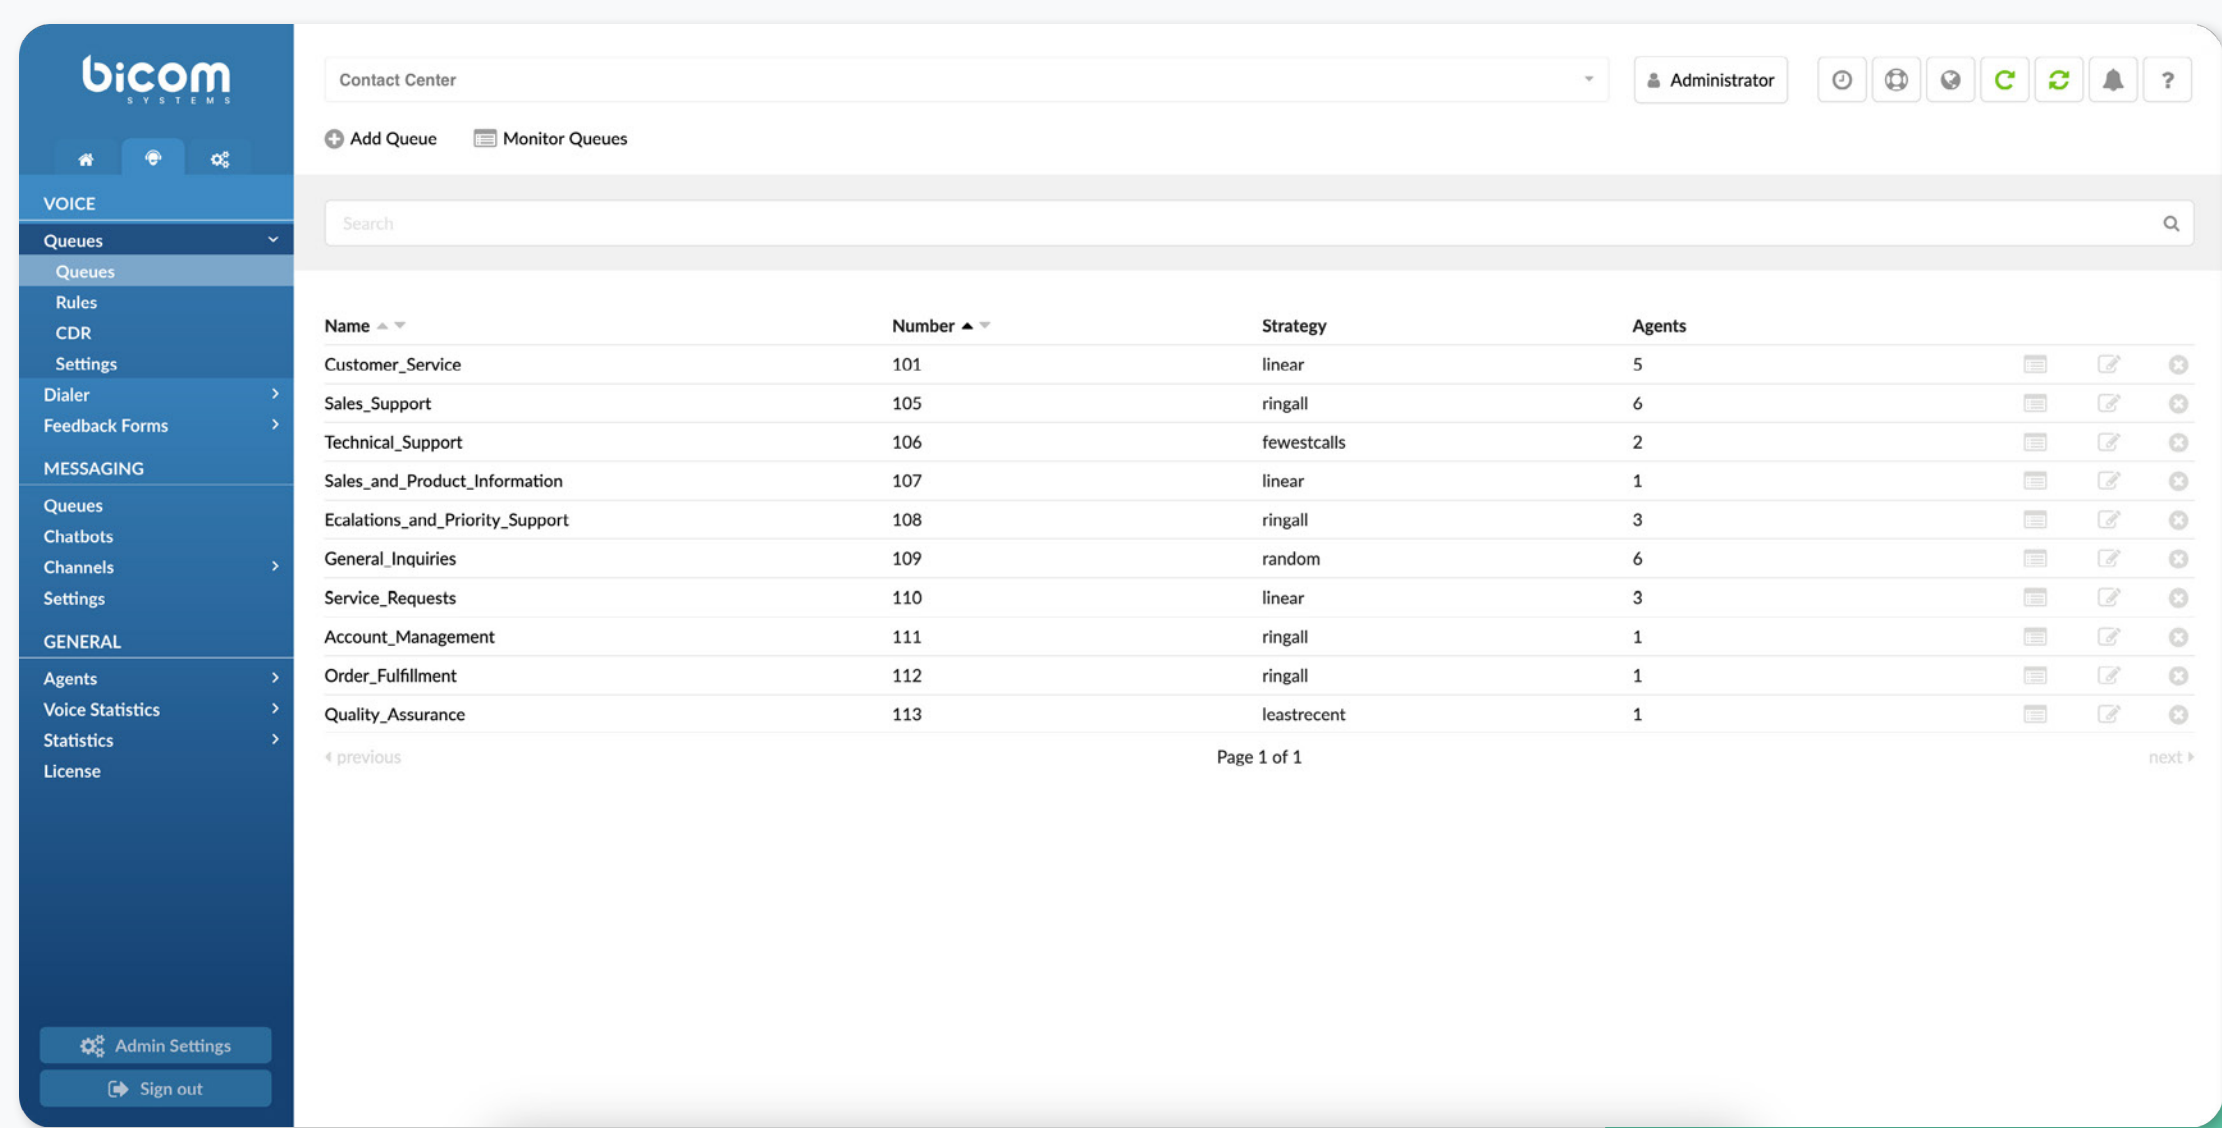 bicom
SYSTEMS
VOICE
Queues
Queues
Rules
CDR
Settings
Dialer
Feedback Forms
MESSAGING
Queues
Chatbots
Channels
Settings
GENERAL
Agents
Voice Statistics
Statistics
License
Admin Settings
Sign out
Contact Center
Administrator
?
Add Queue Monitor Queues
Search
Name Number Strategy Agents
Customer_Service 101 linear 5
Sales_Support 105 ringall 6
Technical_Support 106 fewestcalls 2
Sales_and_Product_Information 107 linear 1
Ecalations_and_Priority_Support 108 ringall 3
General_Inquiries 109 random 6
Service_Requests 110 linear 3
Account_Management 111 ringall 1
Order_Fulfillment 112 ringall 1
Quality_Assurance 113 leastrecent 1
previous Page 1 of 1 next